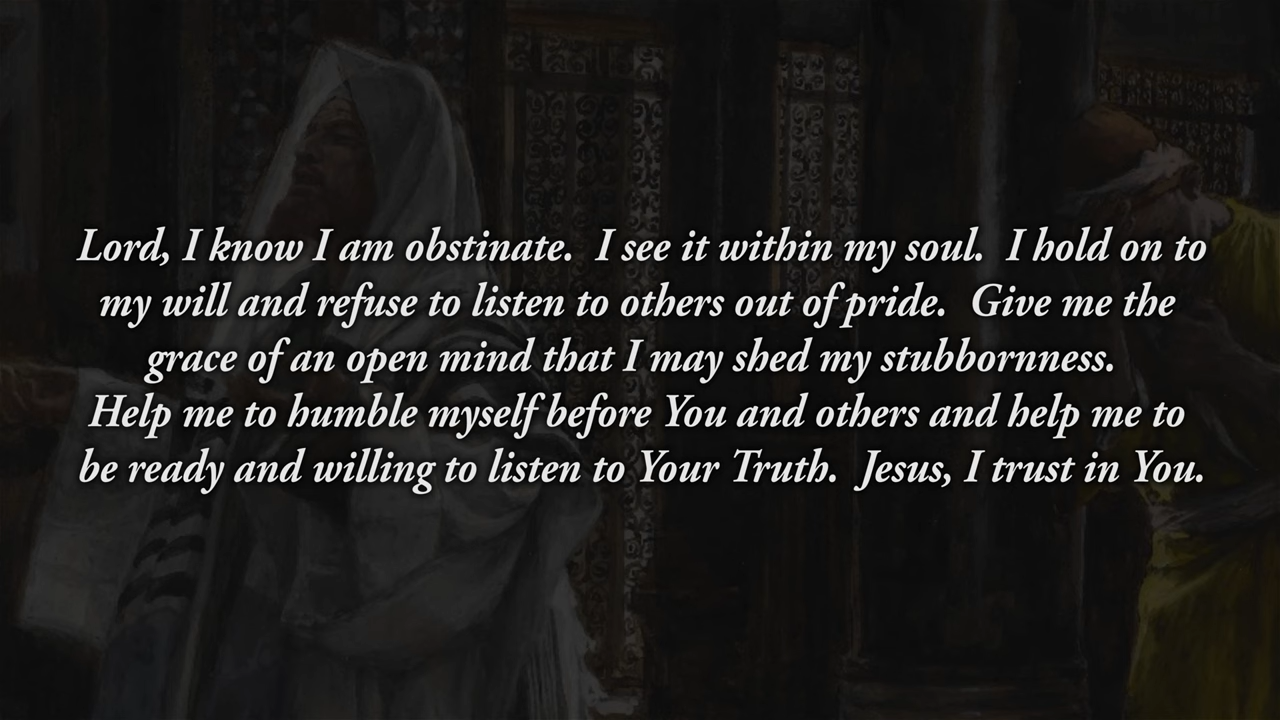 Lord, I know I am obstinate.  I see it within my soul.  I hold on to
my will and refuse to listen to others out of pride.  Give me the
grace of an open mind that I may shed my stubbornness.
Help me to humble myself before You and others and help me to
be ready and willing to listen to Your Truth.  Jesus, I trust in You.